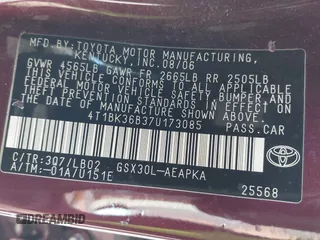 MFD.BY:TOYOTA MOTOR MANUFACTURING,
KENTUCKY,INC.08/06
GVWR 4565LB GAWR FR 2665LB RR 2505LB
THIS VEHICLE CONFORMS TO ALL APPLICABLE
FEDERAL MOTOR VEHICLE SAFETY, BUMPER, AND
THEFT PREVENTION STANDARDS IN EFFECT ON THE
DATE OF MANUFACTURE SHOWN ABOVE.
4T1BK36B37U173085 PASS.CAR
C/TR:3Q7/LB02 GSX30L-AEAPKA
A/TM:-01A/U151E
TOYOTA
25568